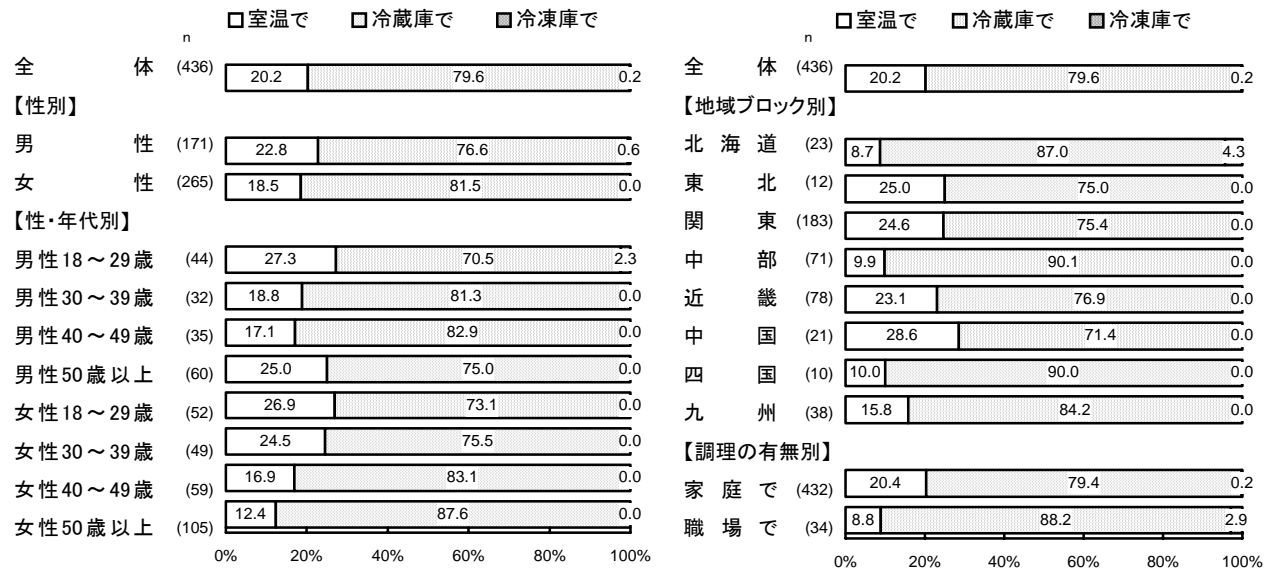 □室温で □冷蔵庫で ■冷凍庫で
n
全体 (436) 20.2 79.6 0.2
【性別】
男性 (171) 22.8 76.6 0.6
女性 (265) 18.5 81.5 0.0
【性・年代別】
男性18～29歳 (44) 27.3 70.5 2.3
男性30～39歳 (32) 18.8 81.3 0.0
男性40～49歳 (35) 17.1 82.9 0.0
男性50歳以上 (60) 25.0 75.0 0.0
女性18～29歳 (52) 26.9 73.1 0.0
女性30～39歳 (49) 24.5 75.5 0.0
女性40～49歳 (59) 16.9 83.1 0.0
女性50歳以上 (105) 12.4 87.6 0.0
0% 20% 40% 60% 80% 100%
□室温で □冷蔵庫で ■冷凍庫で
n
全体 (436) 20.2 79.6 0.2
【地域ブロック別】
北海道 (23) 8.7 87.0 4.3
東北 (12) 25.0 75.0 0.0
関東 (183) 24.6 75.4 0.0
中部 (71) 9.9 90.1 0.0
近畿 (78) 23.1 76.9 0.0
中国 (21) 28.6 71.4 0.0
四国 (10) 10.0 90.0 0.0
九州 (38) 15.8 84.2 0.0
【調理の有無別】
家庭で (432) 20.4 79.4 0.2
職場で (34) 8.8 88.2 2.9
0% 20% 40% 60% 80% 100%